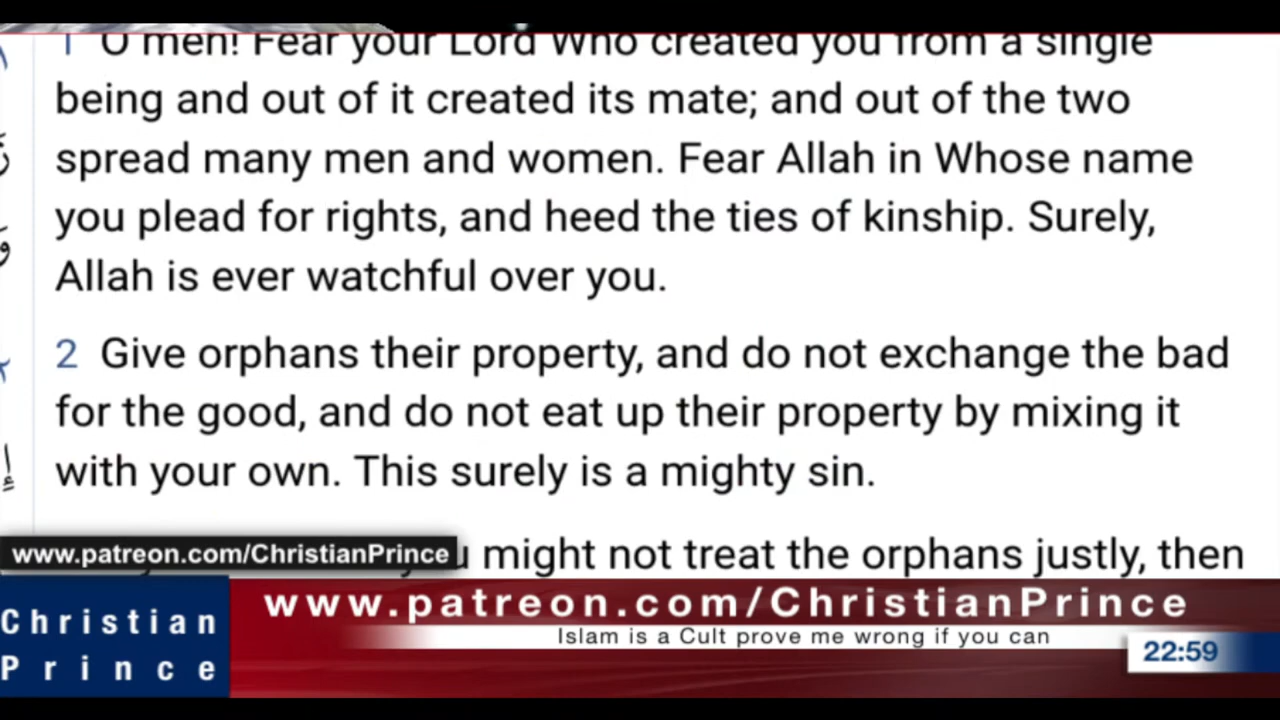 1 O men! Fear your Lord Who created you from a single
being and out of it created its mate; and out of the two
spread many men and women. Fear Allah in Whose name
you plead for rights, and heed the ties of kinship. Surely,
Allah is ever watchful over you.
2 Give orphans their property, and do not exchange the bad
for the good, and do not eat up their property by mixing it
with your own. This surely is a mighty sin.
might not treat the orphans justly, then
www.patreon.com/ChristianPrince
www.patreon.com/ChristianPrince
Islam is a Cult prove me wrong if you can
Christian
Prince
22:59